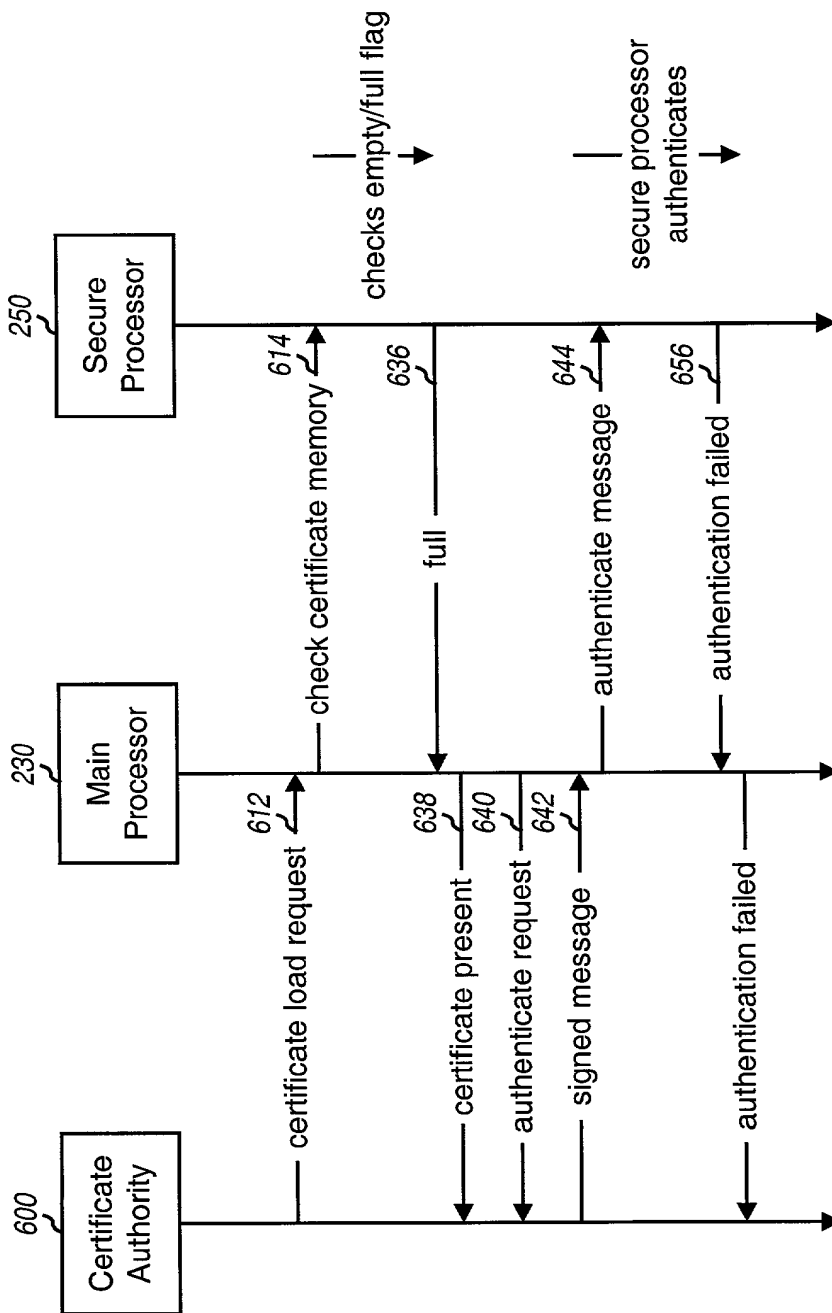 600
Certificate
Authority
230
Main
Processor
250
Secure
Processor
certificate load request
612
check certificate memory
614
checks empty/full flag
full
636
certificate present
638
authenticate request
640
signed message
642
authenticate message
644
secure processor
authenticates
authentication failed
656
authentication failed